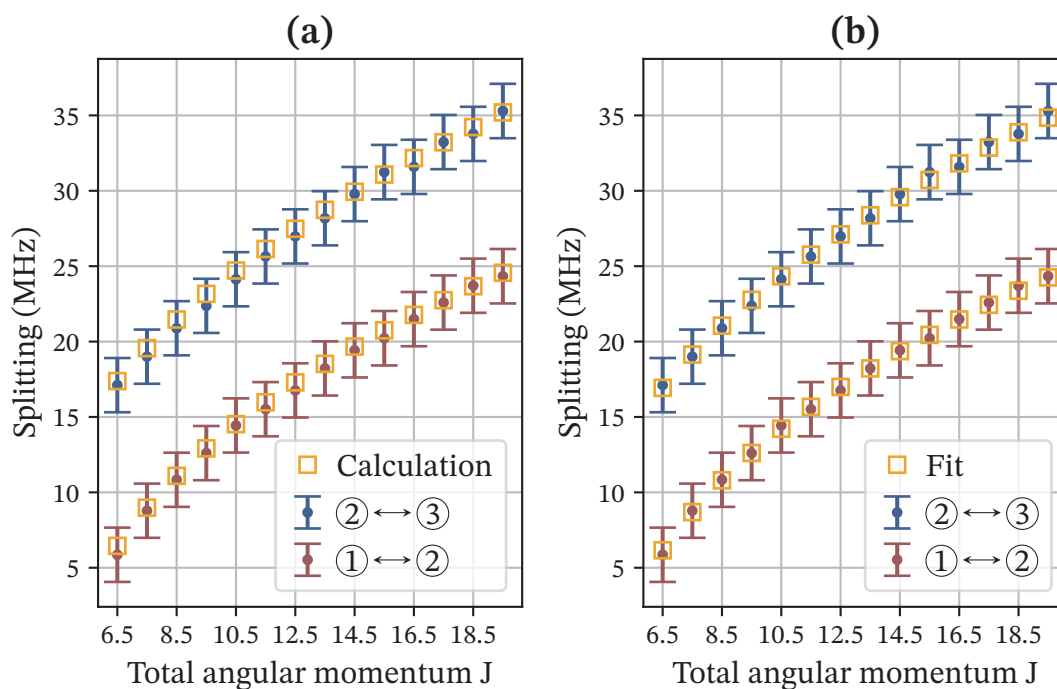 (a)
Splitting (MHz)
35
30
25
20
15
10
5
Calculation
② ↔ ③
① ↔ ②
6.5 8.5 10.5 12.5 14.5 16.5 18.5
Total angular momentum J
(b)
Splitting (MHz)
35
30
25
20
15
10
5
Fit
② ↔ ③
① ↔ ②
6.5 8.5 10.5 12.5 14.5 16.5 18.5
Total angular momentum J